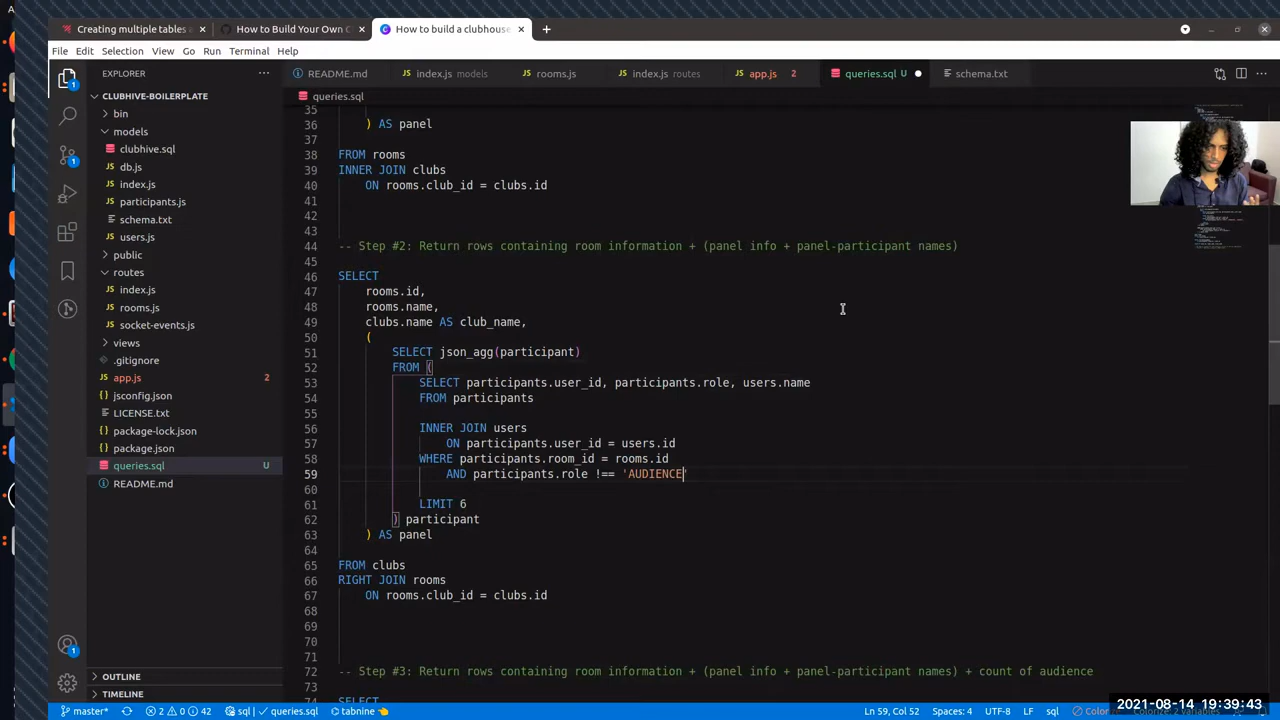 Creating multiple tables a
How to Build Your Own C
How to build a clubhouse
File Edit Selection View Go Run Terminal Help
EXPLORER
README.md
index.js models
rooms.js
index.js routes
app.js 2
queries.sql U
schema.txt
CLUBHIVE-BOILERPLATE
bin
models
clubhive.sql
db.js
index.js
participants.js
schema.txt
users.js
public
routes
index.js
rooms.js
socket-events.js
views
.gitignore
app.js 2
jsconfig.json
LICENSE.txt
package-lock.json
package.json
queries.sql U
README.md
OUTLINE
TIMELINE
queries.sql
35
36 ) AS panel
37
38 FROM rooms
39 INNER JOIN clubs
40 ON rooms.club_id = clubs.id
41
42
43
44 -- Step #2: Return rows containing room information + (panel info + panel-participant names)
45
46 SELECT
47 rooms.id,
48 rooms.name,
49 clubs.name AS club_name,
50 (
51 SELECT json_agg(participant)
52 FROM (
53 SELECT participants.user_id, participants.role, users.name
54 FROM participants
55
56 INNER JOIN users
57 ON participants.user_id = users.id
58 WHERE participants.room_id = rooms.id
59 AND participants.role !== 'AUDIENCE'
60
61 LIMIT 6
62 ) participant
63 ) AS panel
64
65 FROM clubs
66 RIGHT JOIN rooms
67 ON rooms.club_id = clubs.id
68
69
70
71
72 -- Step #3: Return rows containing room information + (panel info + panel-participant names) + count of audience
73
74 SELECT
master* 2 0 42 sql queries.sql tabnine Ln 59, Col 52 Spaces: 4 UTF-8 LF sql
2021-08-14 19:39:43